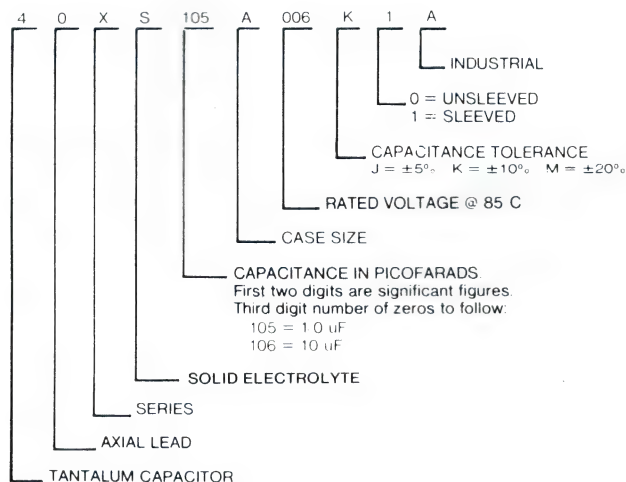 4 0 X S 105 A 006 K 1 A
INDUSTRIAL
0 = UNSLEEVED
1 = SLEEVED
CAPACITANCE TOLERANCE
J = ±5% K = ±10% M = ±20%
RATED VOLTAGE @ 85 C
CASE SIZE
CAPACITANCE IN PICOFARADS.
First two digits are significant figures.
Third digit number of zeros to follow:
105 = 1.0 uF
106 = 10 uF
SOLID ELECTROLYTE
SERIES
AXIAL LEAD
TANTALUM CAPACITOR